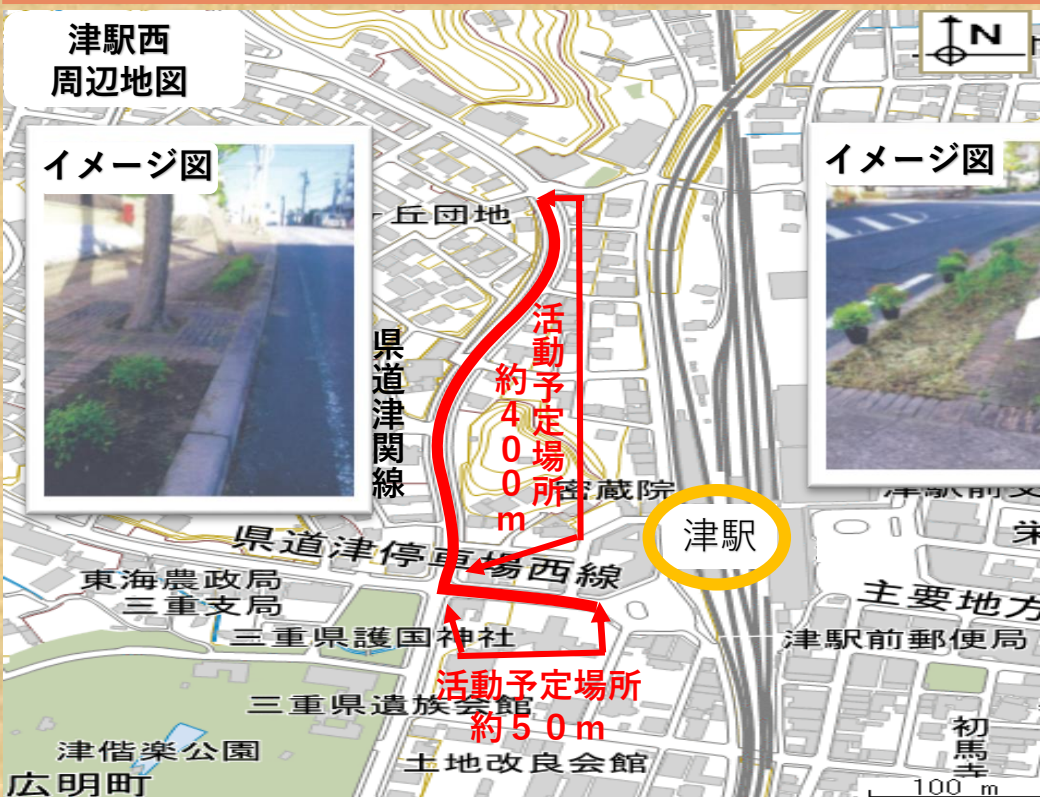 津駅西
周辺地図
N
イメージ図
イメージ図
丘団地
県道津関線
活動予定場所
約400m
密蔵院
津駅
県道津停車場西線
東海農政局
三重支局
三重県護国神社
主要地方
津駅前郵便局
活動予定場所
約50m
三重県遺族会館
津偕楽公園
土地改良会館
広明町
初馬寺
100 m